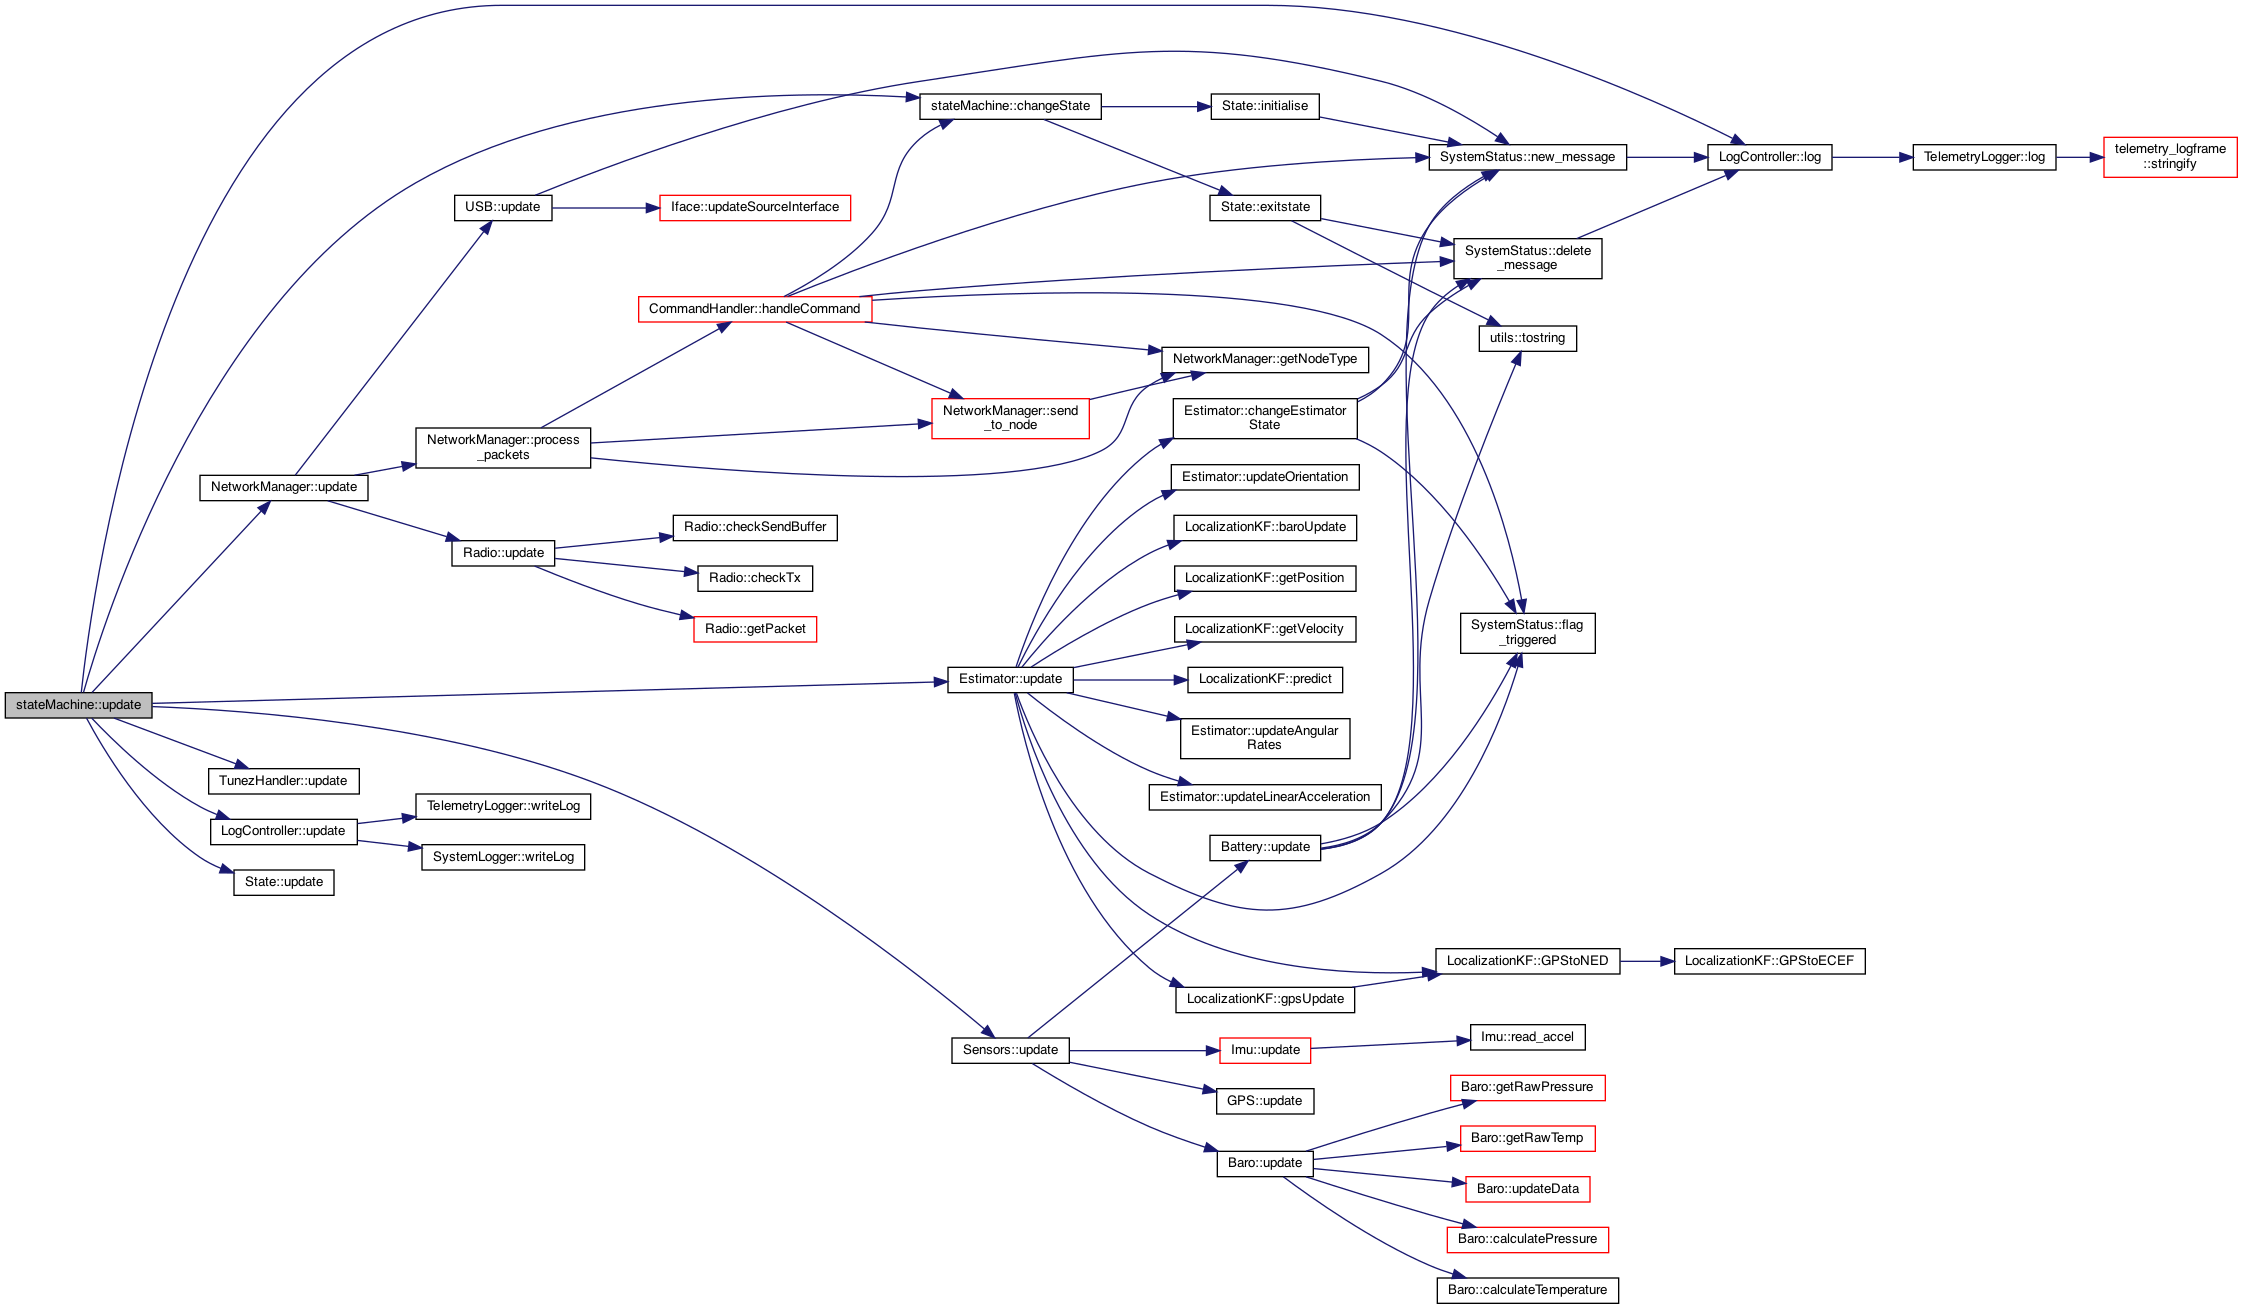 stateMachine::changeState
State::initialise
telemetry_logframe
::stringify
SystemStatus::new_message
LogController::log
TelemetryLogger::log
USB::update
Iface::updateSourceInterface
State::exitstate
SystemStatus::delete
_message
CommandHandler::handleCommand
utils::tostring
NetworkManager::getNodeType
NetworkManager::send
_to_node
Estimator::changeEstimator
State
NetworkManager::process
_packets
Estimator::updateOrientation
NetworkManager::update
Radio::checkSendBuffer
LocalizationKF::baroUpdate
Radio::update
Radio::checkTx
LocalizationKF::getPosition
Radio::getPacket
LocalizationKF::getVelocity
SystemStatus::flag
_triggered
Estimator::update
LocalizationKF::predict
stateMachine::update
Estimator::updateAngular
Rates
TunezHandler::update
Estimator::updateLinearAcceleration
TelemetryLogger::writeLog
LogController::update
SystemLogger::writeLog
Battery::update
State::update
LocalizationKF::GPStoNED
LocalizationKF::GPStoECEF
LocalizationKF::gpsUpdate
Sensors::update
Imu::update
Imu::read_accel
GPS::update
Baro::getRawPressure
Baro::getRawTemp
Baro::update
Baro::updateData
Baro::calculatePressure
Baro::calculateTemperature